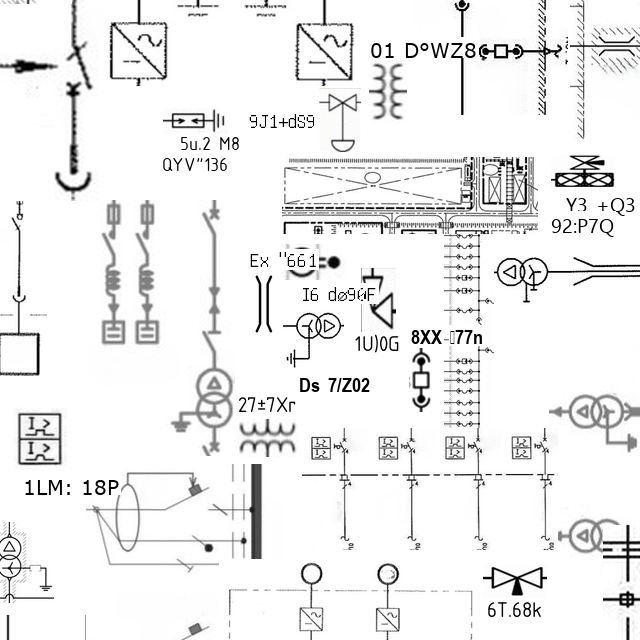 01 D°WZ8
9J1+dS9
5u.2 M8
QYV"136
Y3 +Q3
92:P7Q
Ex "661
I6 dø90F
1U)0G
8XX-▯77n
Ds 7/Z02
27±7Xr
1LM: 18P
6T.68k